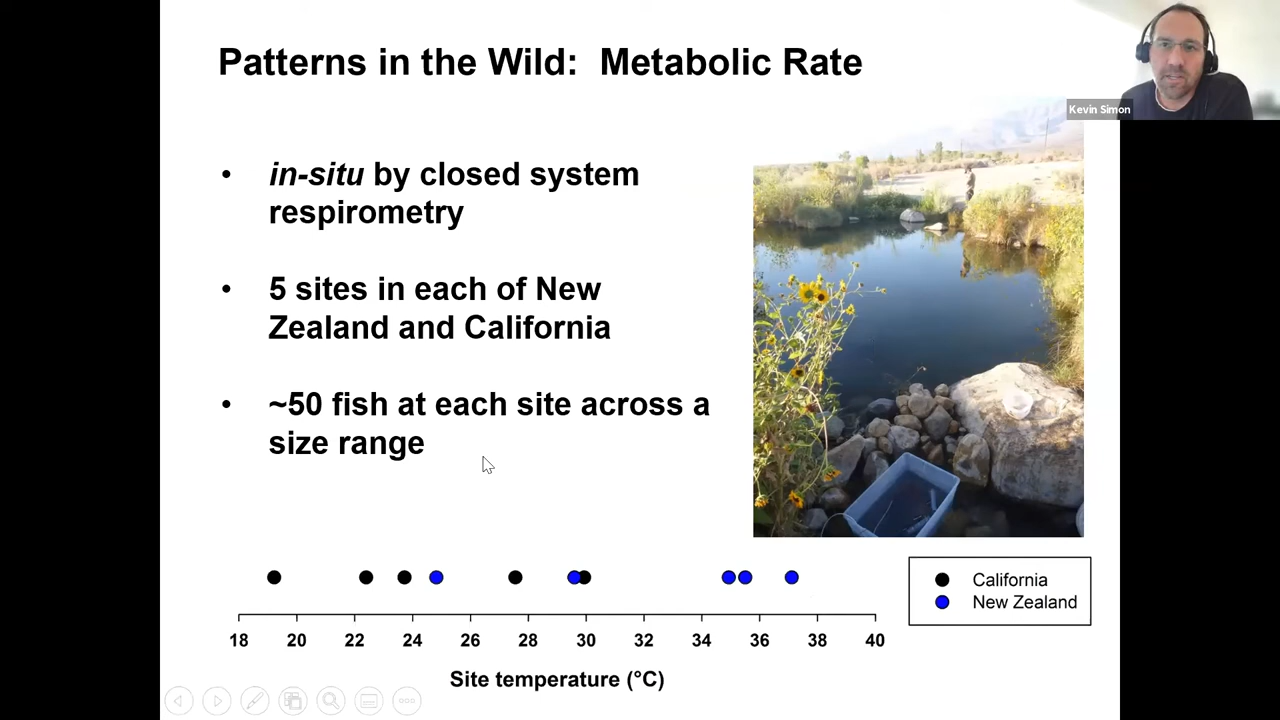 Patterns in the Wild:  Metabolic Rate
Kevin Simon
• in-situ by closed system
respirometry
• 5 sites in each of New
Zealand and California
• ~50 fish at each site across a
size range
California
New Zealand
18 20 22 24 26 28 30 32 34 36 38 40
Site temperature (°C)